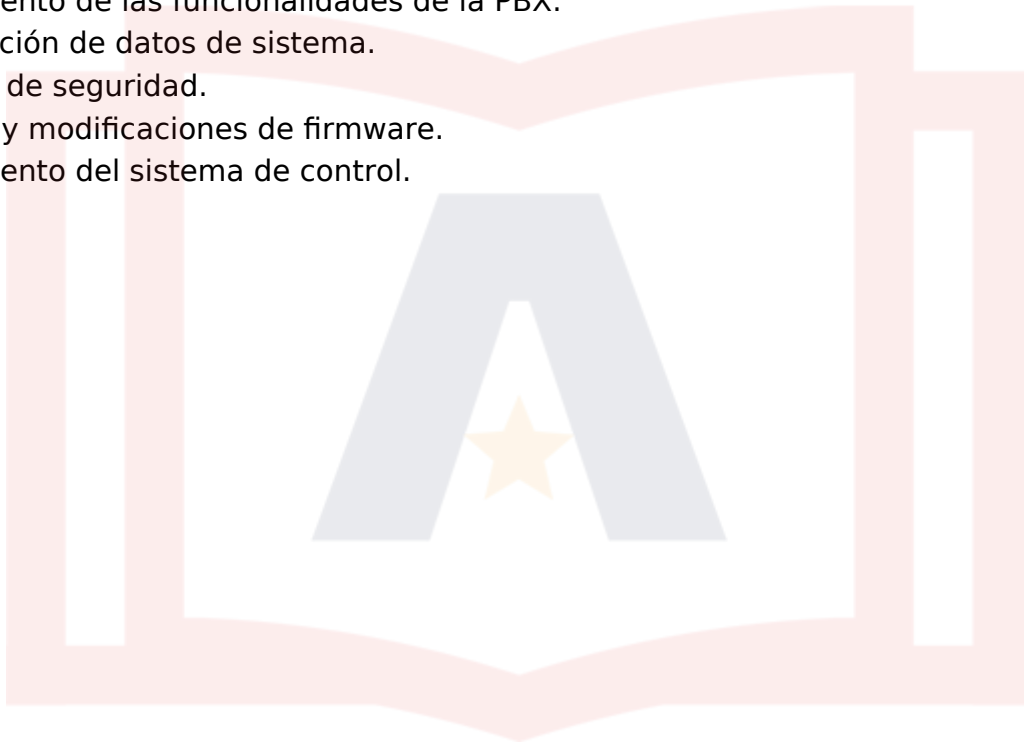 ento de las funcionalidades de la PBX.
ción de datos de sistema.
de seguridad.
y modificaciones de firmware.
ento del sistema de control.